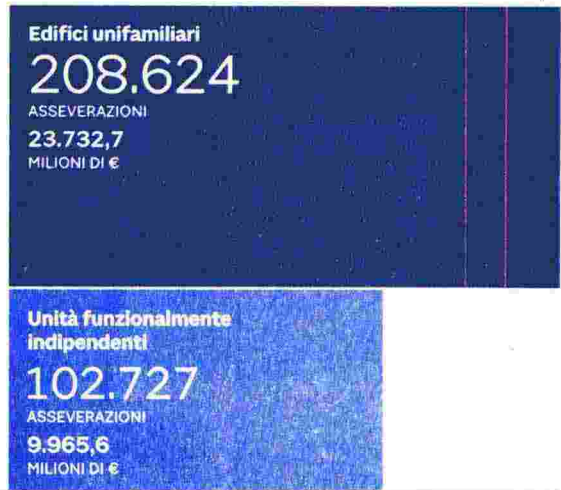 Edifici unifamiliari
208.624
ASSEVERAZIONI
23.732,7
MILIONI DI €
Unità funzionalmente
indipendenti
102.727
ASSEVERAZIONI
9.965,6
MILIONI DI €